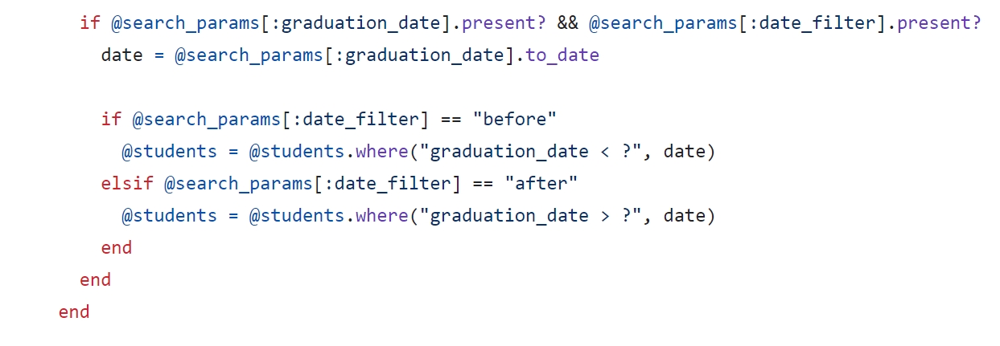 if @search_params[:graduation_date].present? && @search_params[:date_filter].present?
date = @search_params[:graduation_date].to_date
if @search_params[:date_filter] == "before"
@students = @students.where("graduation_date < ?", date)
elsif @search_params[:date_filter] == "after"
@students = @students.where("graduation_date > ?", date)
end
end
end